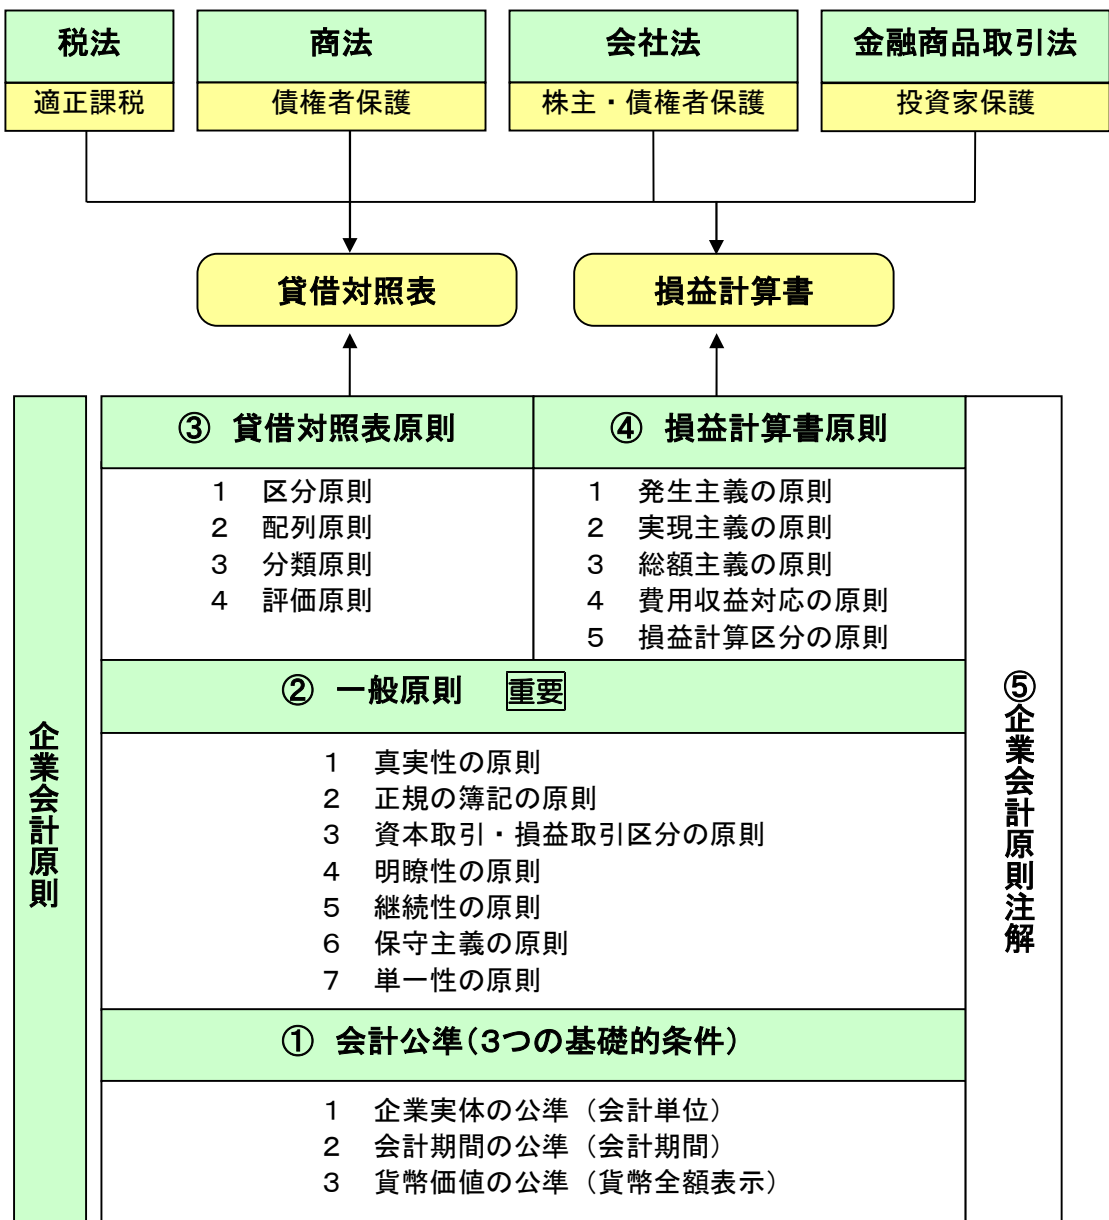 税法 商法 会社法 金融商品取引法
適正課税 債権者保護 株主・債権者保護 投資家保護
貸借対照表 損益計算書
企業会計原則
③ 貸借対照表原則
1 区分原則
2 配列原則
3 分類原則
4 評価原則
④ 損益計算書原則
1 発生主義の原則
2 実現主義の原則
3 総額主義の原則
4 費用収益対応の原則
5 損益計算区分の原則
② 一般原則 重要
1 真実性の原則
2 正規の簿記の原則
3 資本取引・損益取引区分の原則
4 明瞭性の原則
5 継続性の原則
6 保守主義の原則
7 単一性の原則
① 会計公準(3つの基礎的条件)
1 企業実体の公準(会計単位)
2 会計期間の公準(会計期間)
3 貨幣価値の公準(貨幣全額表示)
⑤企業会計原則注解